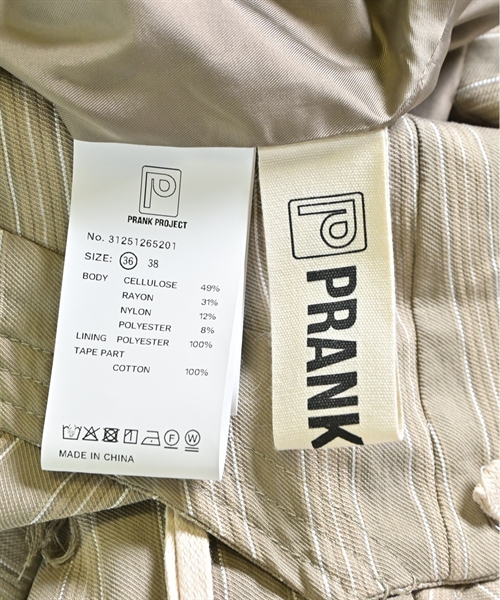 PRANK PROJECT
No. 31251265201
SIZE: 36 38
BODY CELLULOSE 49%
RAYON 31%
NYLON 12%
POLYESTER 8%
LINING POLYESTER 100%
TAPE PART
COTTON 100%
F W
MADE IN CHINA
PRANK